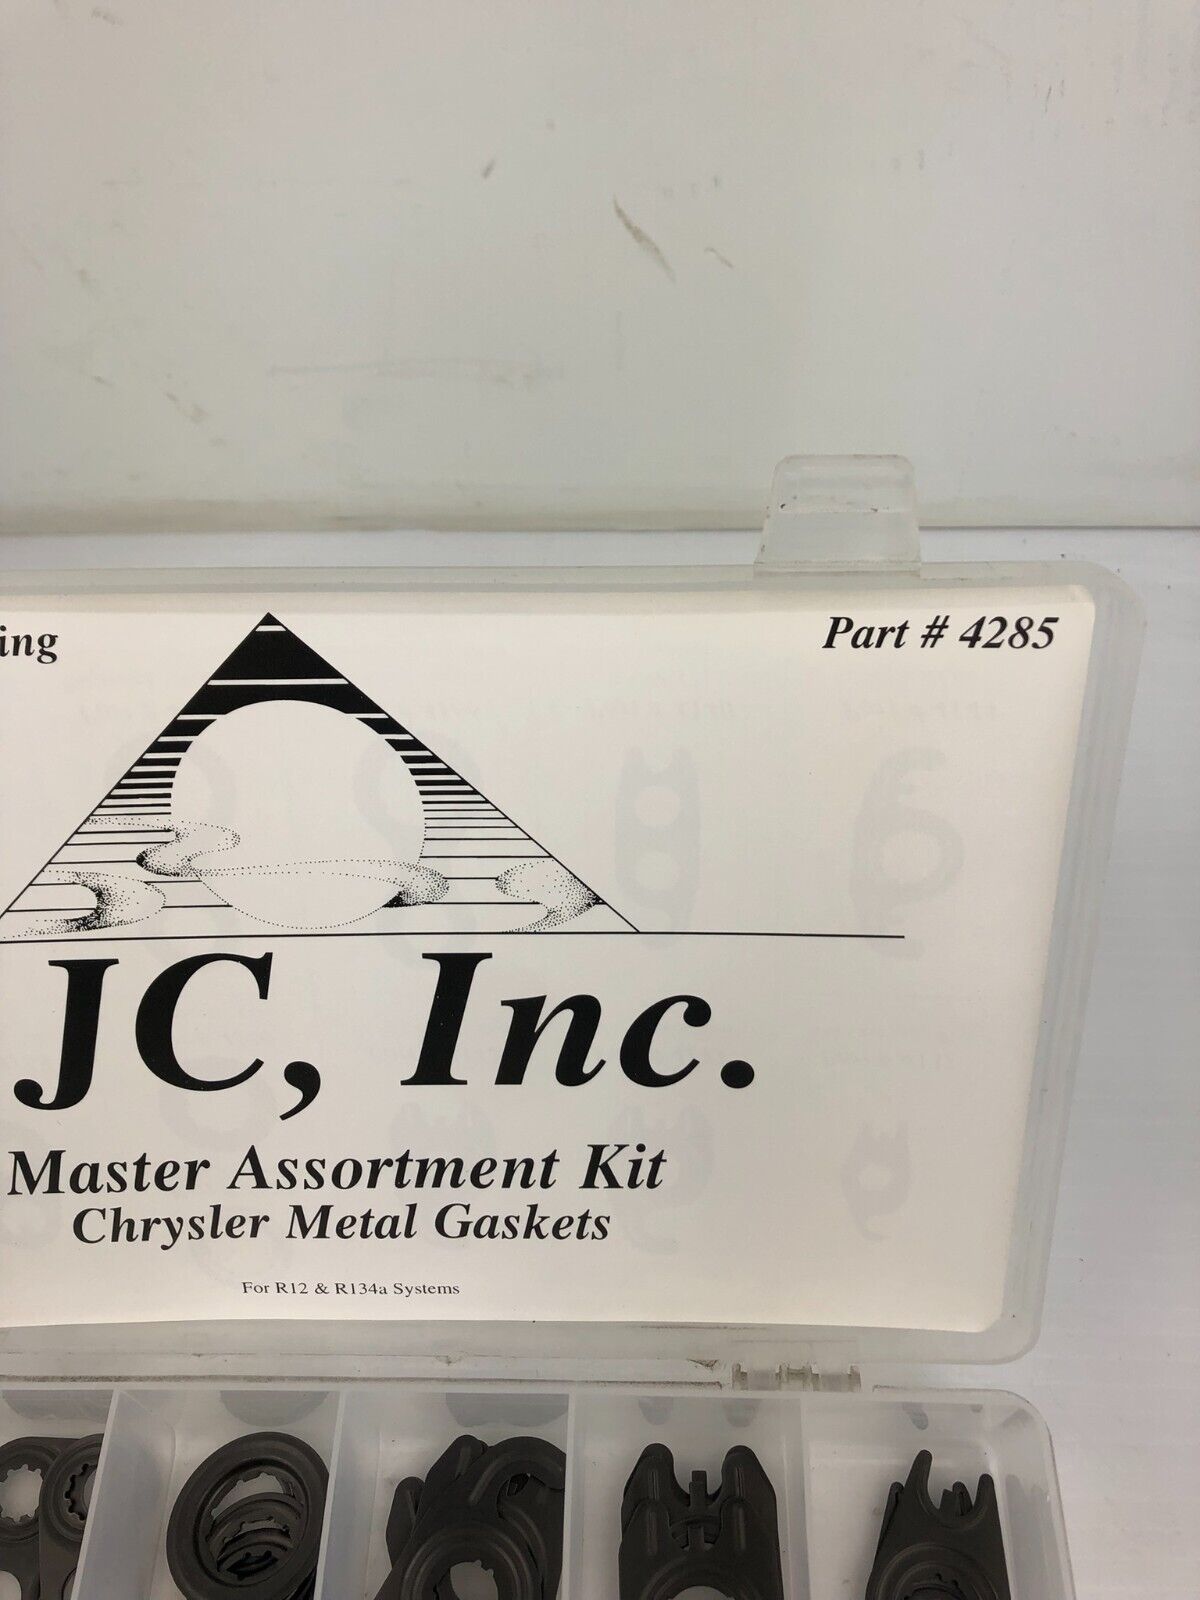 ing
Part # 4285
JC, Inc.
Master Assortment Kit
Chrysler Metal Gaskets
For R12 & R134a Systems